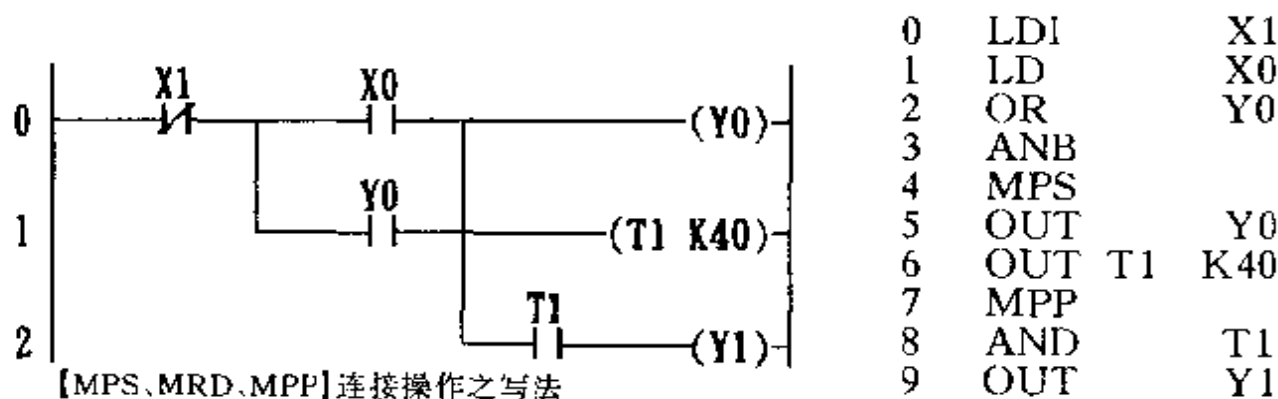 X1 X0
0 (Y0)
Y0
1 (T1 K40)
T1
2 (Y1)
【MPS、MRD、MPP】连接操作之写法
0 LDI X1
1 LD X0
2 OR Y0
3 ANB
4 MPS
5 OUT Y0
6 OUT T1 K40
7 MPP
8 AND T1
9 OUT Y1